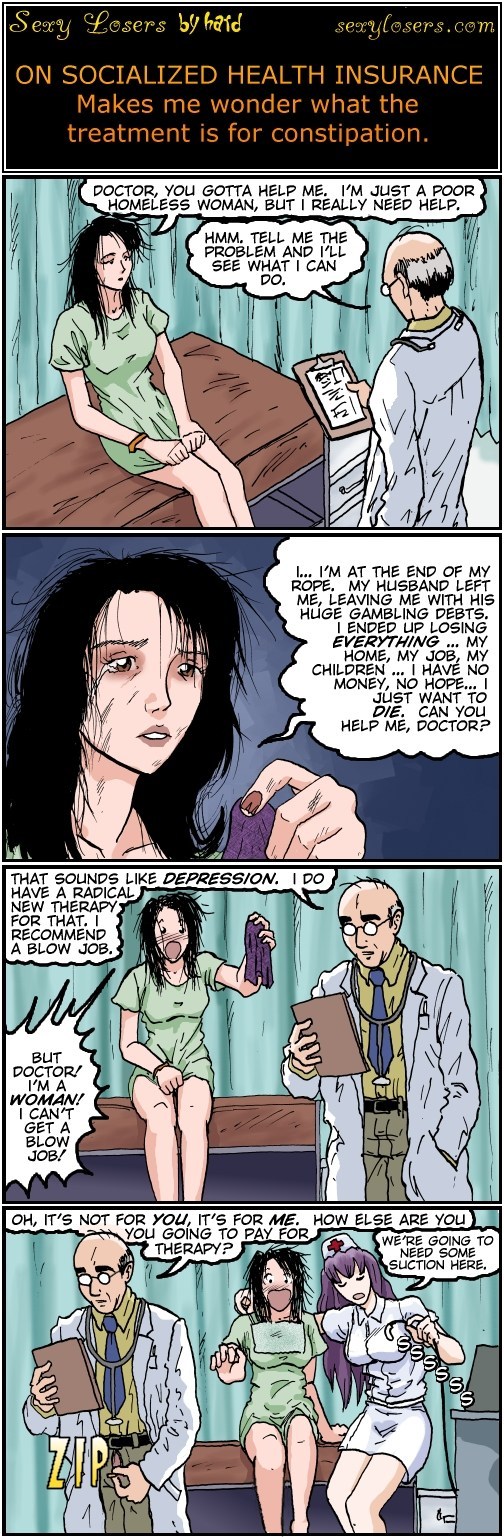 Sexy Losers by hard
sexylosers.com
ON SOCIALIZED HEALTH INSURANCE
Makes me wonder what the
treatment is for constipation.
DOCTOR, YOU GOTTA HELP ME. I'M JUST A POOR
HOMELESS WOMAN, BUT I REALLY NEED HELP.
HMM. TELL ME THE
PROBLEM AND I'LL
SEE WHAT I CAN
DO.
I... I'M AT THE END OF MY
ROPE. MY HUSBAND LEFT
ME, LEAVING ME WITH HIS
HUGE GAMBLING DEBTS.
I ENDED UP LOSING
EVERYTHING ... MY
HOME, MY JOB, MY
CHILDREN ... I HAVE NO
MONEY, NO HOPE... I
JUST WANT TO
DIE. CAN YOU
HELP ME, DOCTOR?
THAT SOUNDS LIKE DEPRESSION. I DO
HAVE A RADICAL
NEW THERAPY
FOR THAT. I
RECOMMEND
A BLOW JOB.
BUT
DOCTOR!
I'M A
WOMAN!
I CAN'T
GET A
BLOW
JOB!
OH, IT'S NOT FOR YOU, IT'S FOR ME. HOW ELSE ARE YOU
YOU GOING TO PAY FOR
THERAPY?
WE'RE GOING TO
NEED SOME
SUCTION HERE.
SSSSSS
ZIP